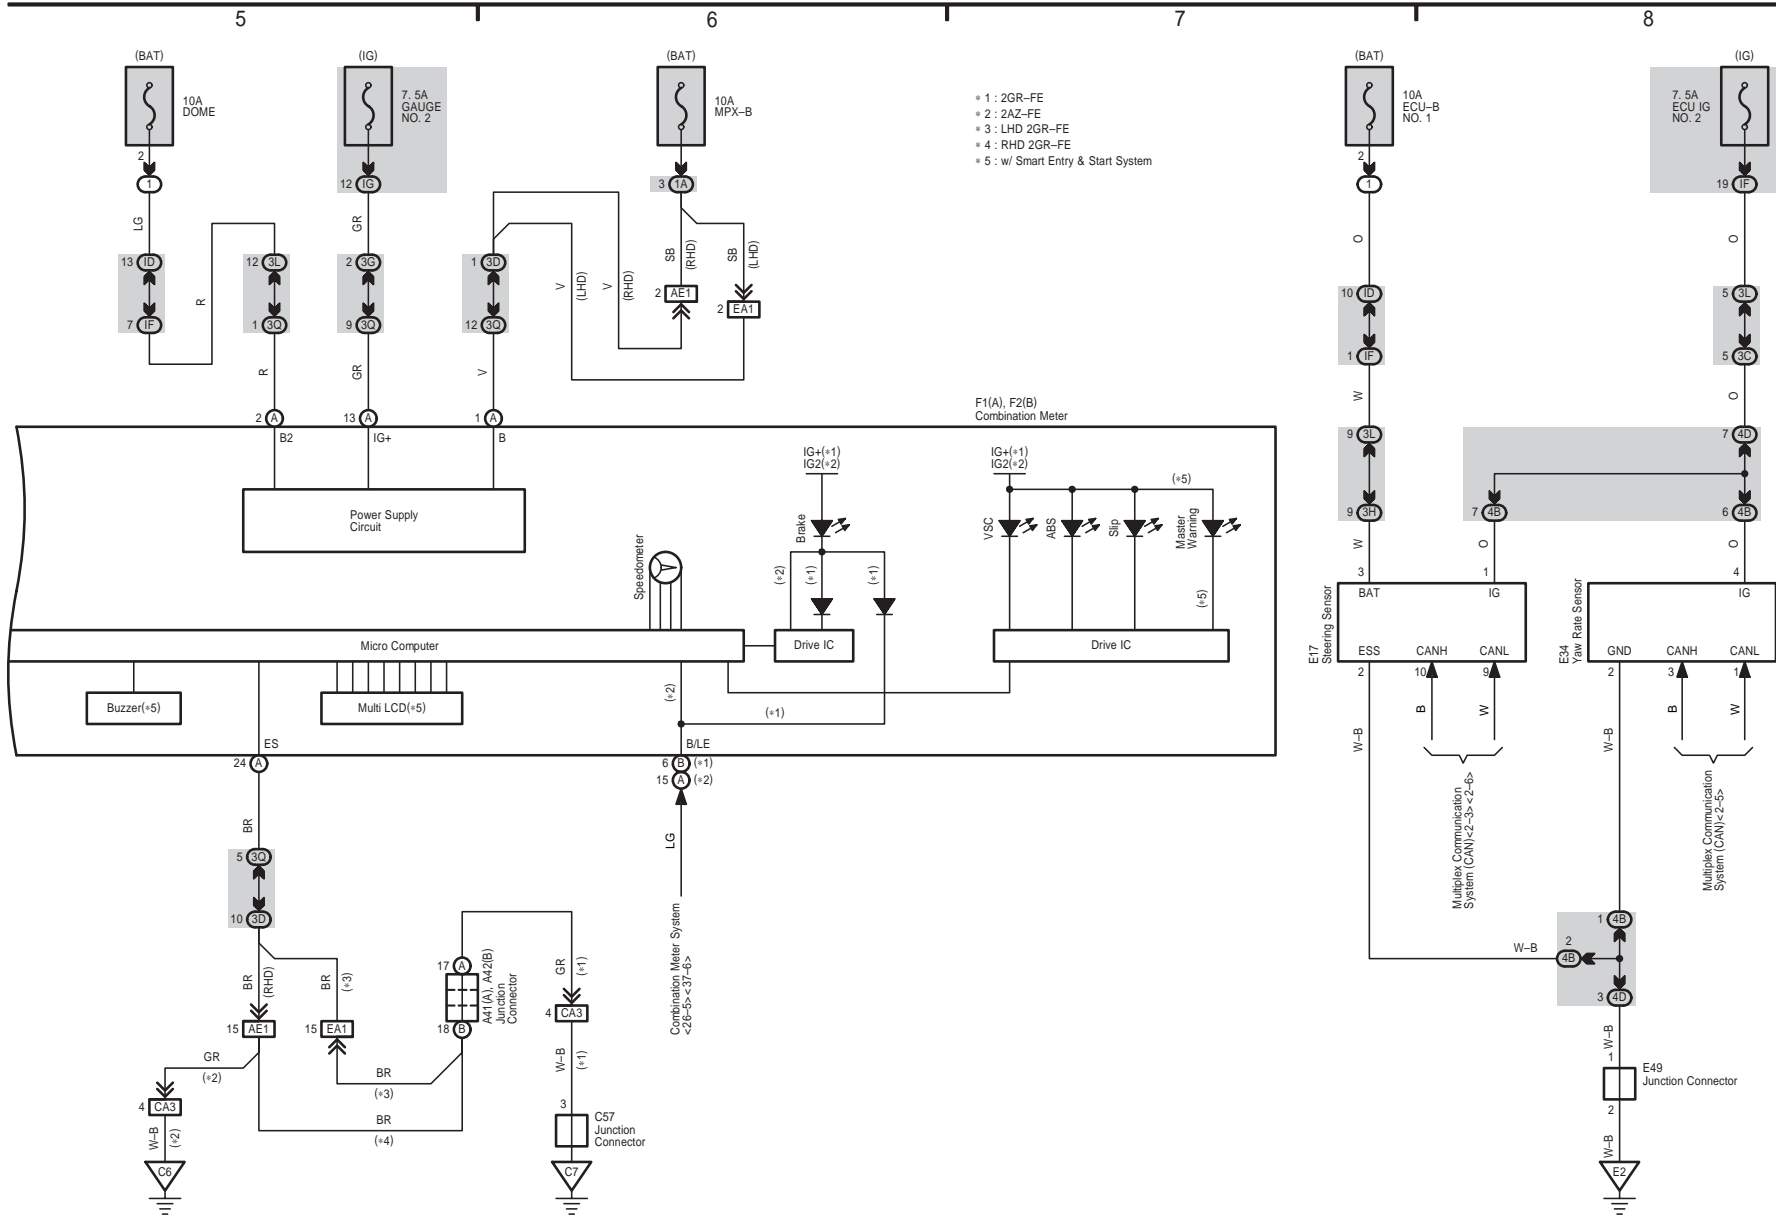 5
6
7
8
(BAT)
10A
DOME
2
1
LG
13 ID
7 IF
R
12 3L
1 3Q
R
2 A
B2
(IG)
7. 5A
GAUGE
NO. 2
12 IG
GR
2 3G
9 3Q
GR
13 A
IG+
(BAT)
10A
MPX–B
3 1A
SB
(RHD)
SB
(LHD)
2 AE1
2 EA1
V
(LHD)
V
(RHD)
1 3D
12 3Q
V
1 A
B
∗ 1 : 2GR–FE
∗ 2 : 2AZ–FE
∗ 3 : LHD 2GR–FE
∗ 4 : RHD 2GR–FE
∗ 5 : w/ Smart Entry & Start System
F1(A), F2(B)
Combination Meter
Power Supply
Circuit
Speedometer
IG+(∗1)
IG2(∗2)
Brake
(∗2)
(∗1)
(∗1)
IG+(∗1)
IG2(∗2)
(∗5)
VSC
ABS
Slip
Master
Warning
(∗5)
Micro Computer
Drive IC
Drive IC
Buzzer(∗5)
Multi LCD(∗5)
(∗2)
(∗1)
ES
24 A
B/LE
6 B (∗1)
15 A (∗2)
BR
5 3Q
10 3D
BR
(RHD)
BR
(∗3)
15 AE1
15 EA1
GR
(∗2)
4 CA3
W–B
(∗2)
C6
BR
(∗3)
BR
(∗4)
17 A
18 B
A41(A), A42(B)
Junction
Connector
GR
(∗1)
4 CA3
W–B
(∗1)
3
C57
Junction
Connector
C7
LG
Combination Meter System
<26–5><37–6>
(BAT)
10A
ECU–B
NO. 1
2
1
O
10 ID
1 IF
W
9 3L
9 3H
W
3
BAT
(IG)
7. 5A
ECU IG
NO. 2
19 IF
O
5 3L
5 3C
O
7 4D
7 4B
6 4B
O
1
IG
O
4
IG
E17
Steering Sensor
ESS
CANH
CANL
2
10
9
W–B
B
W
Multiplex Communication
System (CAN)<2–3><2–6>
E34
Yaw Rate Sensor
GND
CANH
CANL
2
3
1
W–B
B
W
Multiplex Communication
System (CAN)<2–5>
W–B
1 4B
2
4B
3 4D
W–B
1
E49
Junction Connector
2
W–B
E2